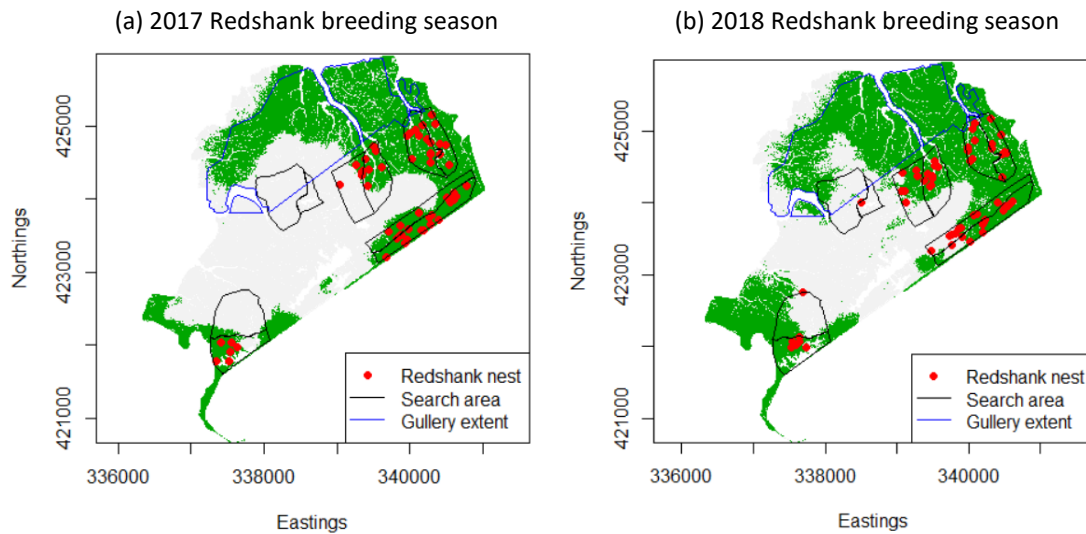 (a) 2017 Redshank breeding season
(b) 2018 Redshank breeding season
Northings
425000
423000
421000
Redshank nest
Search area
Gullery extent
336000 338000 340000
Eastings
Northings
425000
423000
421000
Redshank nest
Search area
Gullery extent
336000 338000 340000
Eastings